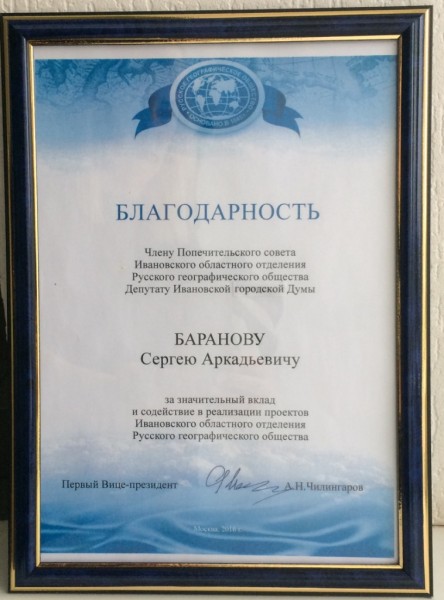 БЛАГОДАРНОСТЬ
Члену Попечительского совета
Ивановского областного отделения
Русского географического общества
Депутату Ивановской городской Думы
БАРАНОВУ
Сергею Аркадьевичу
за значительный вклад
и содействие в реализации проектов
Ивановского областного отделения
Русского географического общества
Первый Вице-президент
А.Н.Чилингаров
Москва